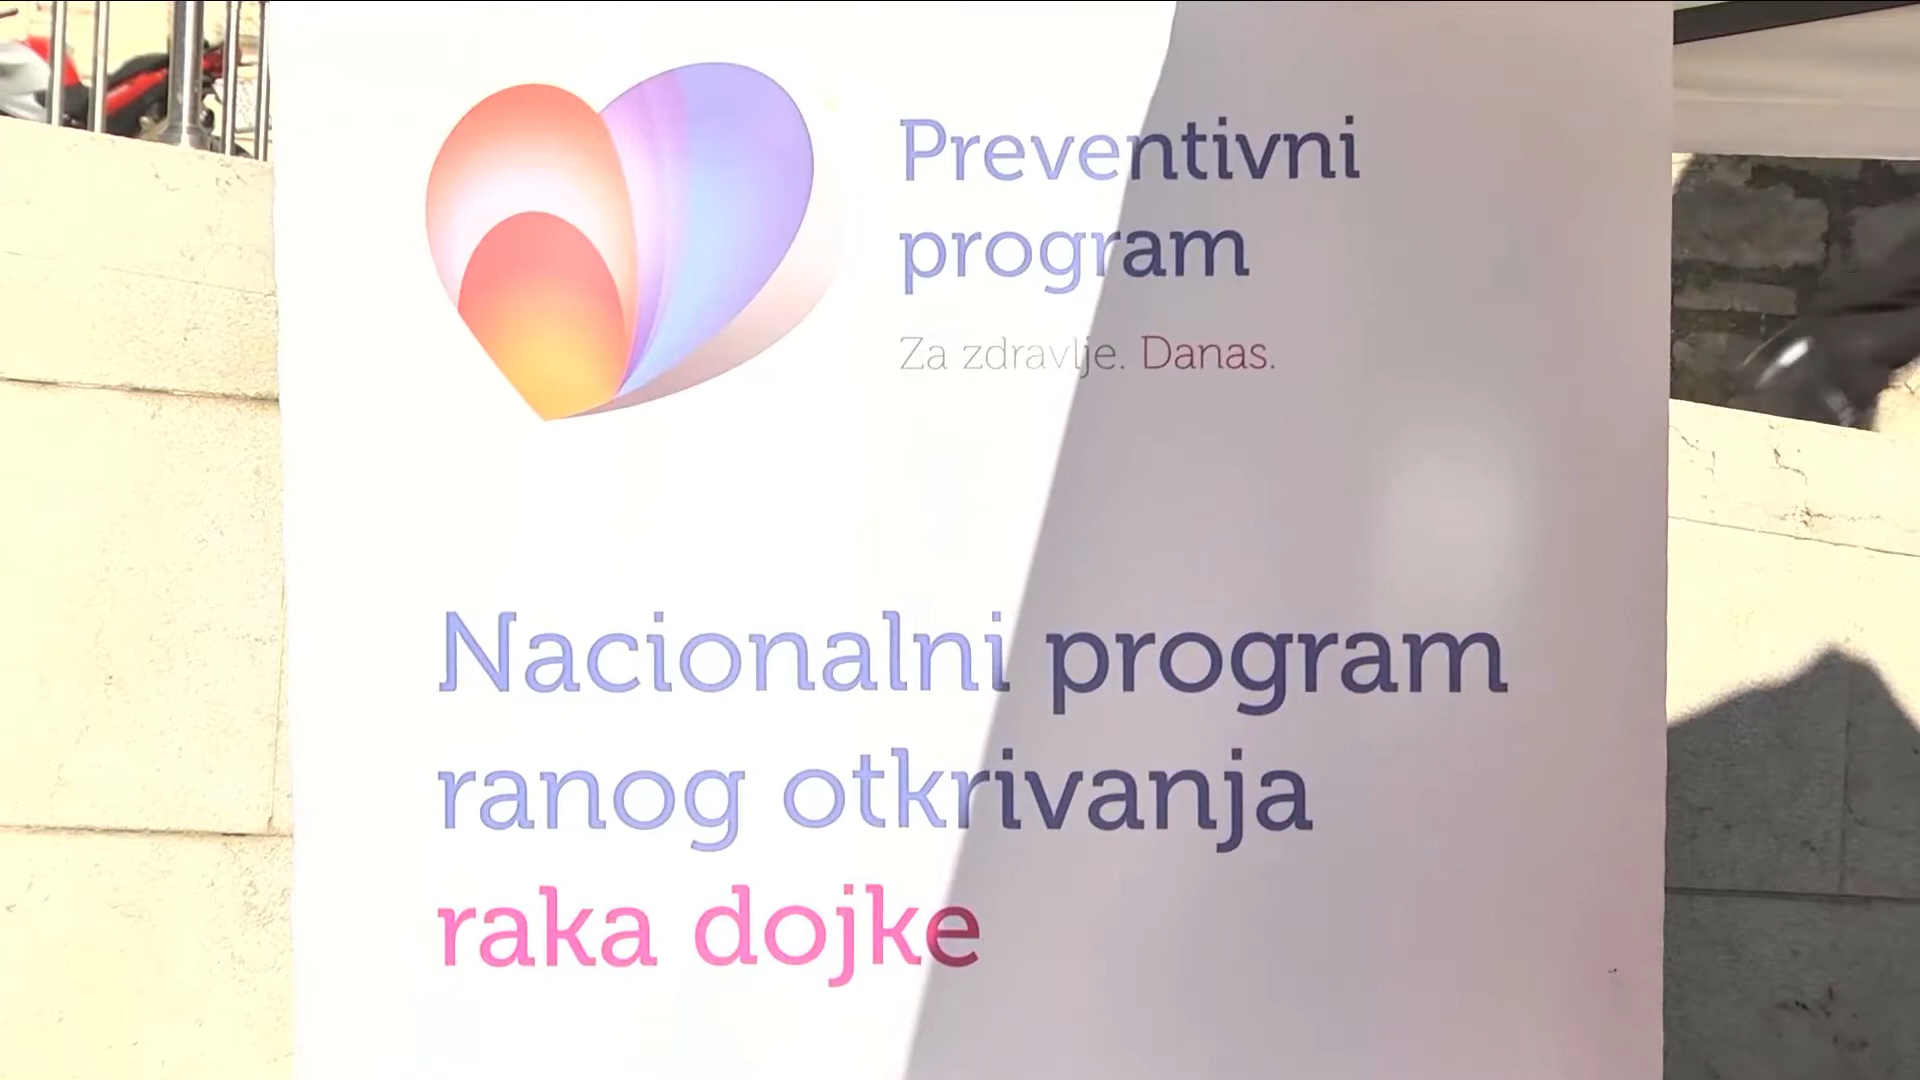 Preventivni
program
Za zdravlje. Danas.
Nacionalni program
ranog otkrivanja
raka dojke